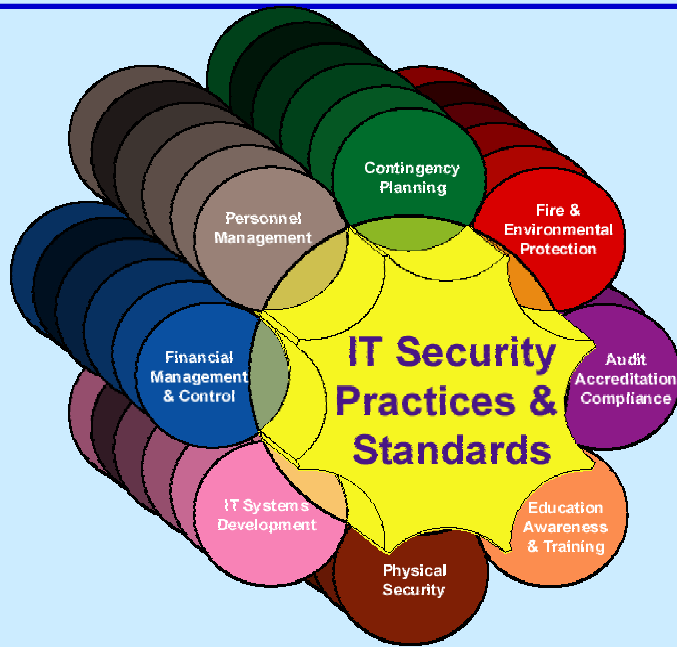 Contingency
Planning
Personnel
Management
Fire &
Environmental
Protection
IT Security
Practices &
Standards
Financial
Management
& Control
Audit
Accreditation
Compliance
IT Systems
Development
Education
Awareness
& Training
Physical
Security